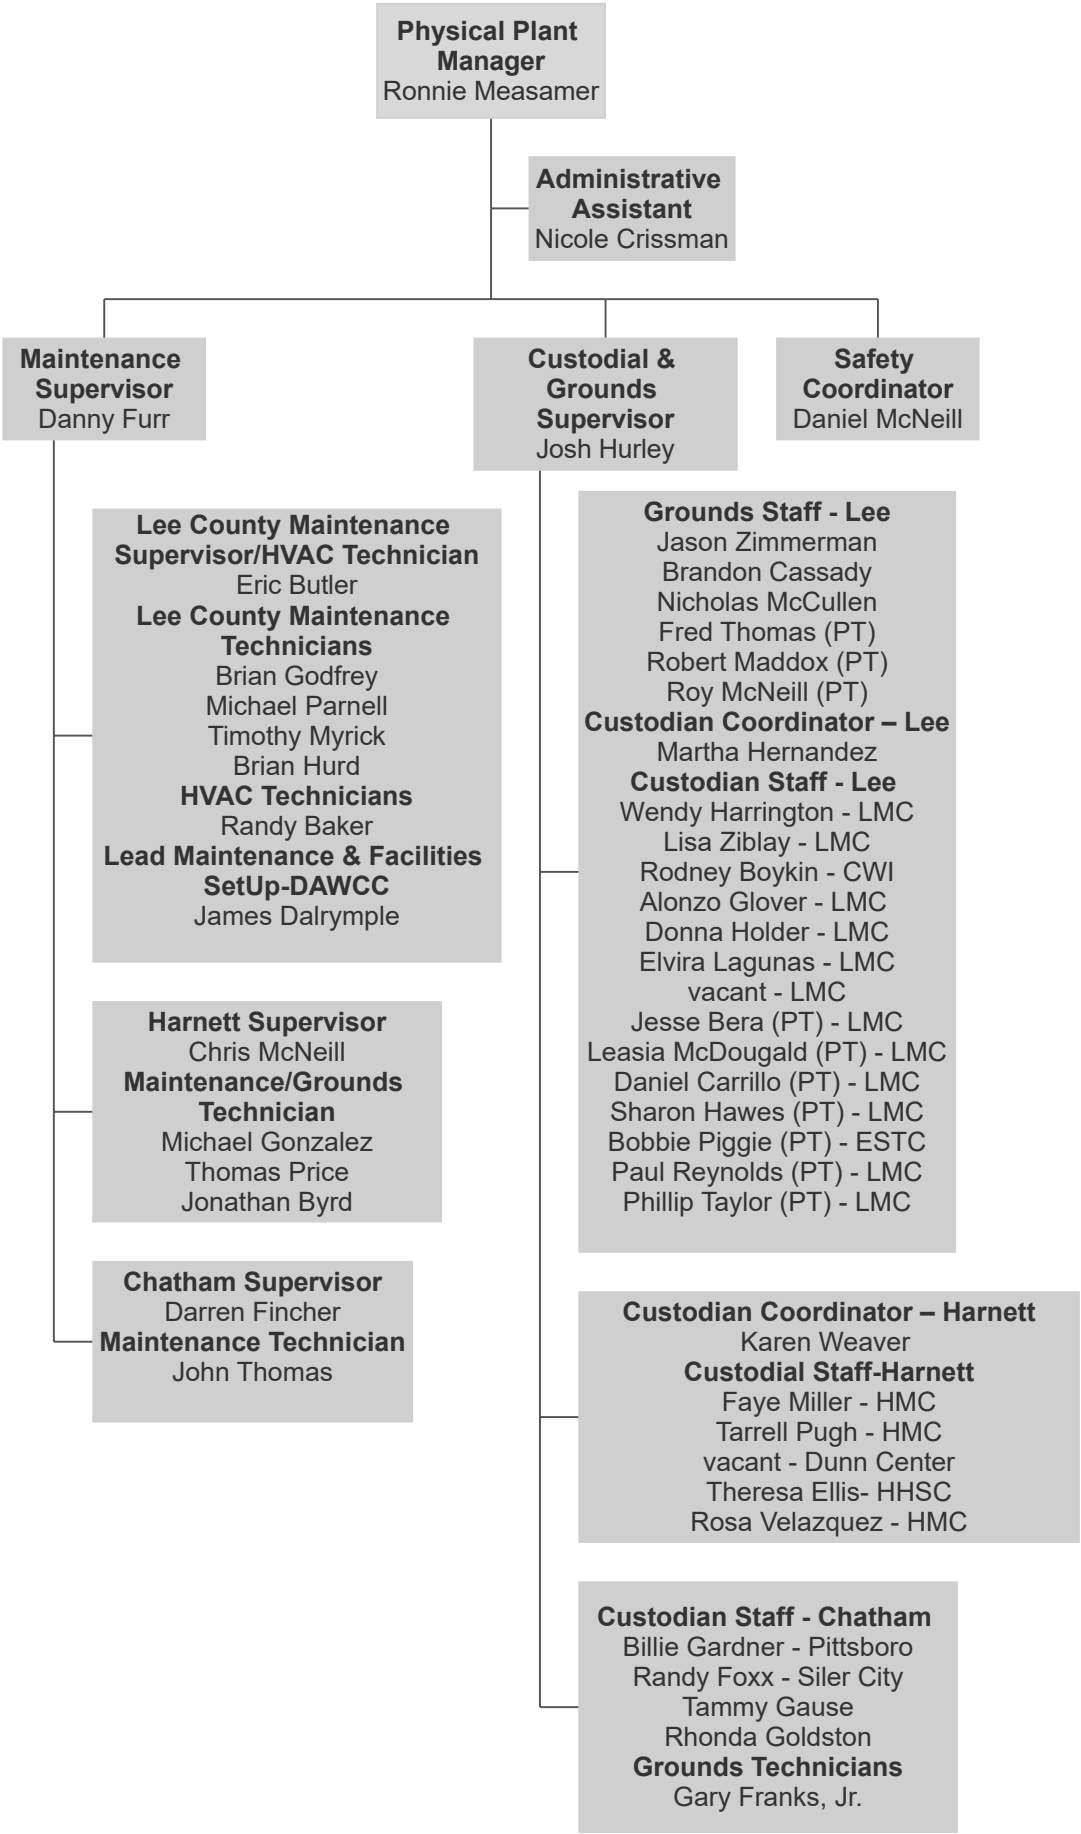 Physical Plant
Manager
Ronnie Measamer
Administrative
Assistant
Nicole Crissman
Maintenance
Supervisor
Danny Furr
Custodial &
Grounds
Supervisor
Josh Hurley
Safety
Coordinator
Daniel McNeill
Lee County Maintenance
Supervisor/HVAC Technician
Eric Butler
Lee County Maintenance
Technicians
Brian Godfrey
Michael Parnell
Timothy Myrick
Brian Hurd
HVAC Technicians
Randy Baker
Lead Maintenance & Facilities
SetUp-DAWCC
James Dalrymple
Harnett Supervisor
Chris McNeill
Maintenance/Grounds
Technician
Michael Gonzalez
Thomas Price
Jonathan Byrd
Chatham Supervisor
Darren Fincher
Maintenance Technician
John Thomas
Grounds Staff - Lee
Jason Zimmerman
Brandon Cassady
Nicholas McCullen
Fred Thomas (PT)
Robert Maddox (PT)
Roy McNeill (PT)
Custodian Coordinator – Lee
Martha Hernandez
Custodian Staff - Lee
Wendy Harrington - LMC
Lisa Ziblay - LMC
Rodney Boykin - CWI
Alonzo Glover - LMC
Donna Holder - LMC
Elvira Lagunas - LMC
vacant - LMC
Jesse Bera (PT) - LMC
Leasia McDougald (PT) - LMC
Daniel Carrillo (PT) - LMC
Sharon Hawes (PT) - LMC
Bobbie Piggie (PT) - ESTC
Paul Reynolds (PT) - LMC
Phillip Taylor (PT) - LMC
Custodian Coordinator – Harnett
Karen Weaver
Custodial Staff-Harnett
Faye Miller - HMC
Tarrell Pugh - HMC
vacant - Dunn Center
Theresa Ellis- HHSC
Rosa Velazquez - HMC
Custodian Staff - Chatham
Billie Gardner - Pittsboro
Randy Foxx - Siler City
Tammy Gause
Rhonda Goldston
Grounds Technicians
Gary Franks, Jr.